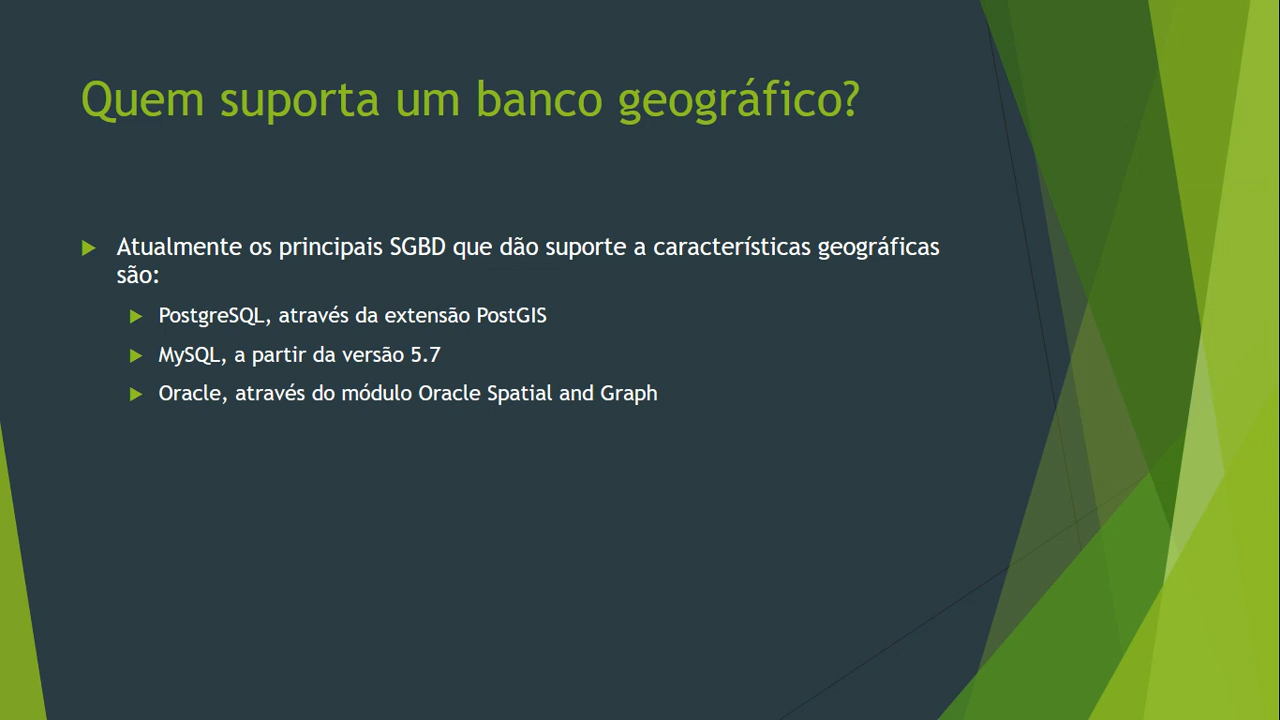 Quem suporta um banco geográfico?
Atualmente os principais SGBD que dão suporte a características geográficas
são:
PostgreSQL, através da extensão PostGIS
MySQL, a partir da versão 5.7
Oracle, através do módulo Oracle Spatial and Graph